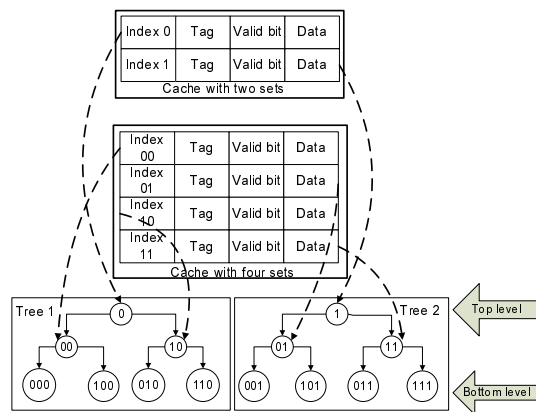 Index 0 Tag Valid bit Data
Index 1 Tag Valid bit Data
Cache with two sets
Index 00 Tag Valid bit Data
Index 01 Tag Valid bit Data
Index 10 Tag Valid bit Data
Index 11 Tag Valid bit Data
Cache with four sets
Tree 1
0
00 10
000 100 010 110
Tree 2
1
01 11
001 101 011 111
Top level
Bottom level